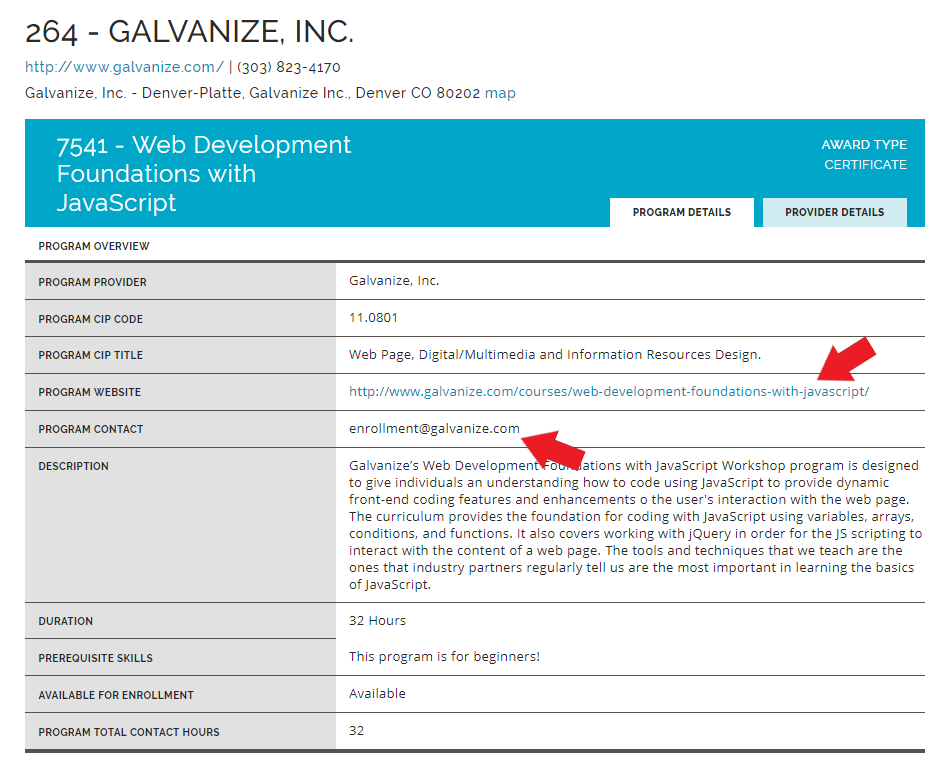 264 - GALVANIZE, INC.
http://www.galvanize.com/ | (303) 823-4170
Galvanize, Inc. - Denver-Platte, Galvanize Inc., Denver CO 80202 map
7541 - Web Development
Foundations with
JavaScript
AWARD TYPE
CERTIFICATE
PROGRAM DETAILS
PROVIDER DETAILS
PROGRAM OVERVIEW
PROGRAM PROVIDER
Galvanize, Inc.
PROGRAM CIP CODE
11.0801
PROGRAM CIP TITLE
Web Page, Digital/Multimedia and Information Resources Design.
PROGRAM WEBSITE
http://www.galvanize.com/courses/web-development-foundations-with-javascript/
PROGRAM CONTACT
enrollment@galvanize.com
DESCRIPTION
Galvanize's Web Development Foundations with JavaScript Workshop program is designed
to give individuals an understanding how to code using JavaScript to provide dynamic
front-end coding features and enhancements o the user's interaction with the web page.
The curriculum provides the foundation for coding with JavaScript using variables, arrays,
conditions, and functions. It also covers working with jQuery in order for the JS scripting to
interact with the content of a web page. The tools and techniques that we teach are the
ones that industry partners regularly tell us are the most important in learning the basics
of JavaScript.
DURATION
32 Hours
PREREQUISITE SKILLS
This program is for beginners!
AVAILABLE FOR ENROLLMENT
Available
PROGRAM TOTAL CONTACT HOURS
32